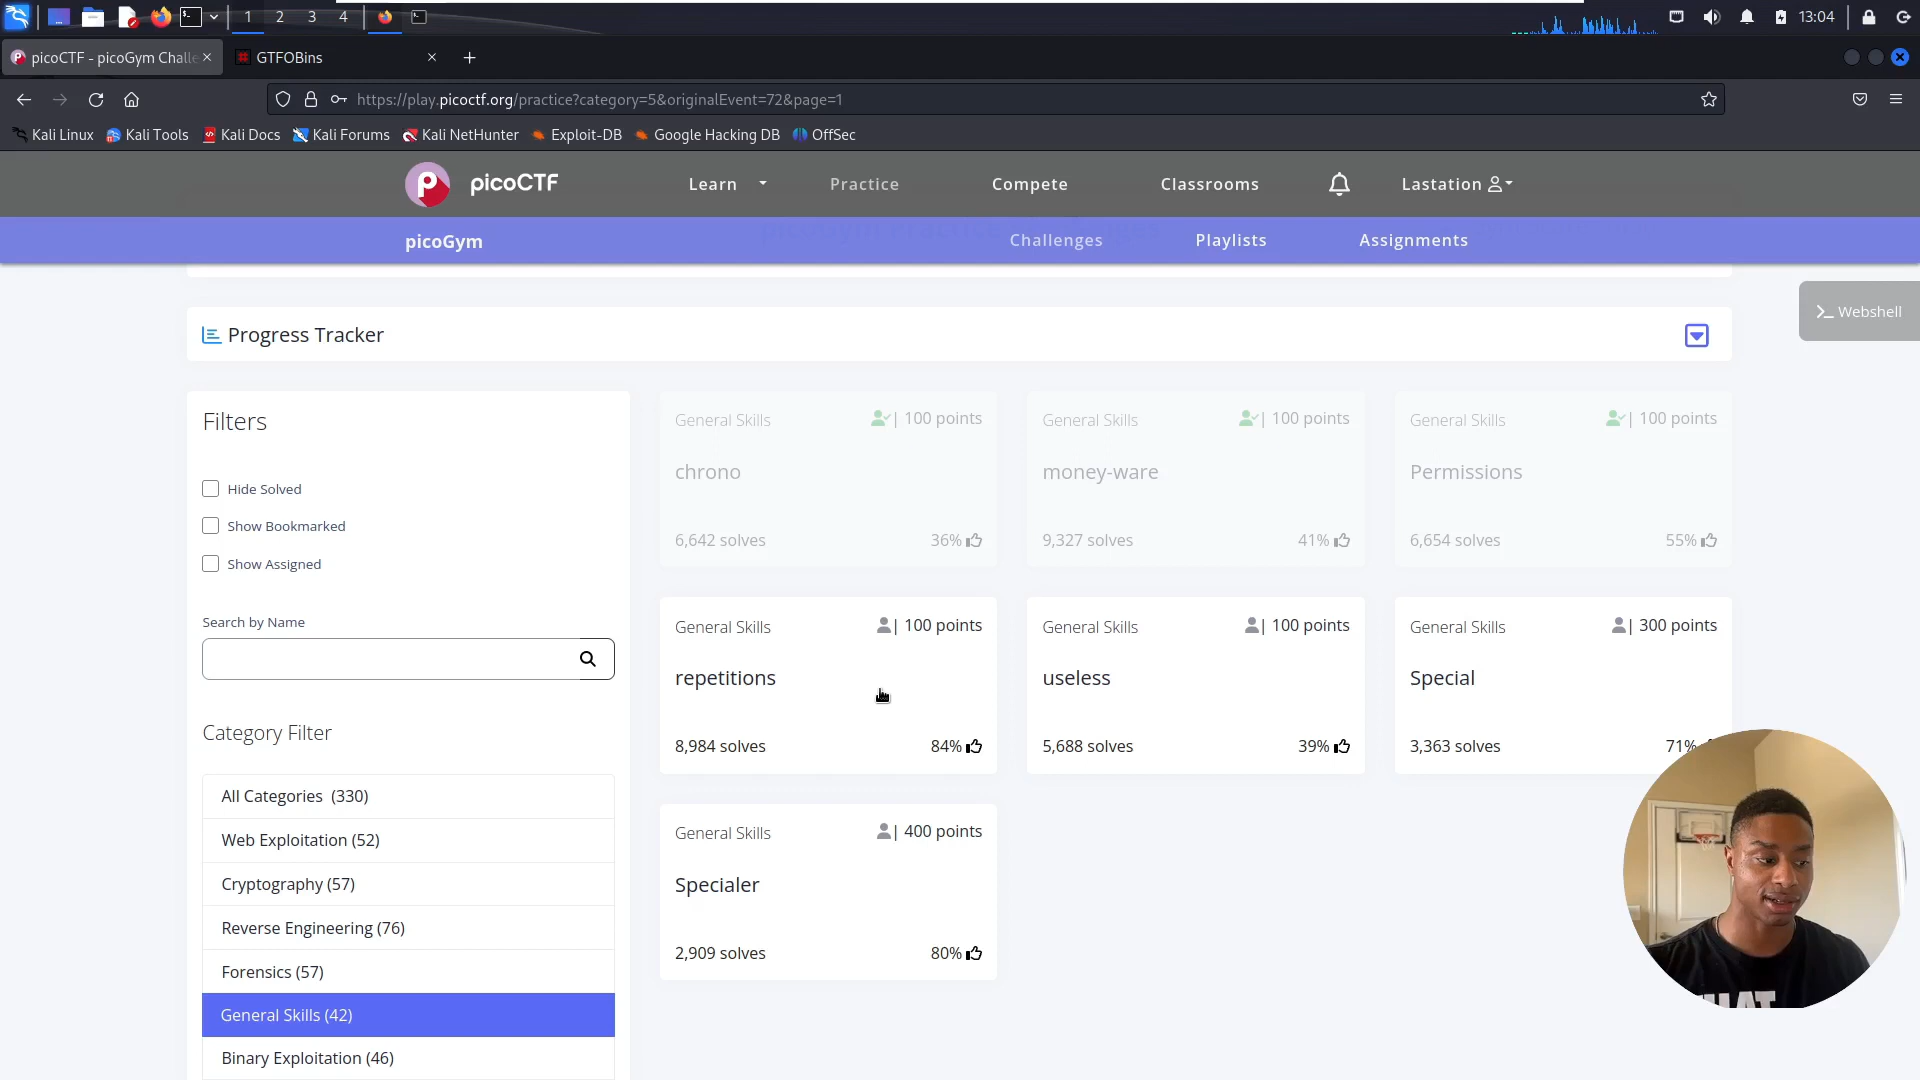 1 2 3 4
13:04
picoCTF - picoGym Challe
GTFOBins
https://play.picoctf.org/practice?category=5&originalEvent=72&page=1
Kali Linux Kali Tools Kali Docs Kali Forums Kali NetHunter Exploit-DB Google Hacking DB OffSec
picoCTF Learn Practice Compete Classrooms Lastation
picoGym Challenges Playlists Assignments
Progress Tracker
>_ Webshell
Filters
Hide Solved
Show Bookmarked
Show Assigned
Search by Name
Category Filter
All Categories (330)
Web Exploitation (52)
Cryptography (57)
Reverse Engineering (76)
Forensics (57)
General Skills (42)
Binary Exploitation (46)
General Skills | 100 points
chrono
6,642 solves 36%
General Skills | 100 points
money-ware
9,327 solves 41%
General Skills | 100 points
Permissions
6,654 solves 55%
General Skills | 100 points
repetitions
8,984 solves 84%
General Skills | 100 points
useless
5,688 solves 39%
General Skills | 300 points
Special
3,363 solves 71%
General Skills | 400 points
Specialer
2,909 solves 80%